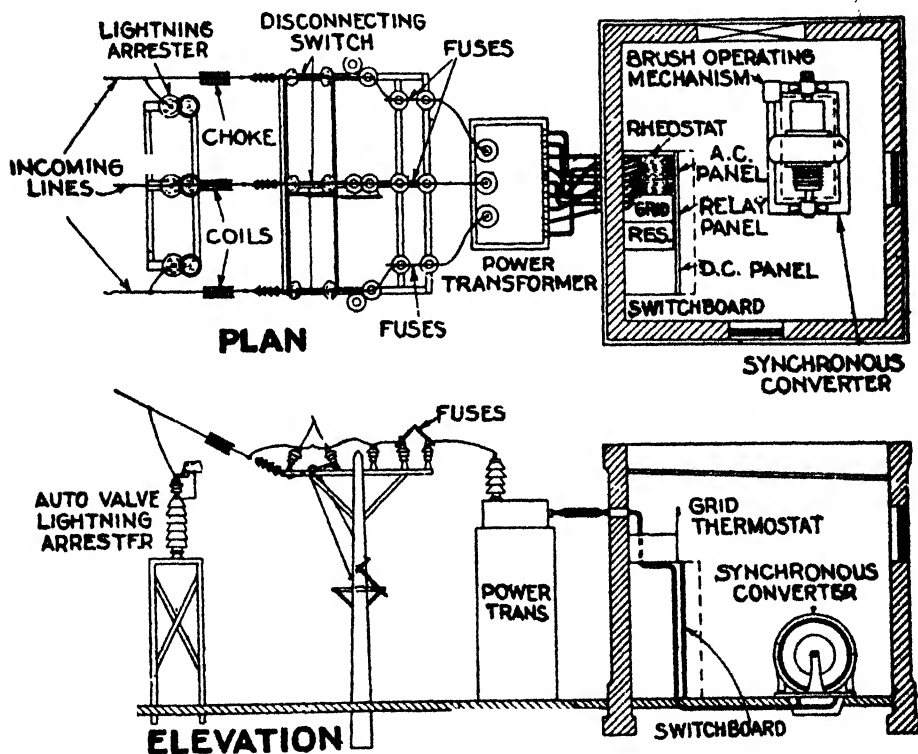 LIGHTNING
ARRESTER
DISCONNECTING
SWITCH
FUSES
BRUSH OPERATING
MECHANISM
CHOKE
RHEOSTAT
A.C.
PANEL
INCOMING
LINES
GRID
RELAY
PANEL
COILS
RES.
POWER
TRANSFORMER
D.C. PANEL
FUSES
SWITCHBOARD
PLAN
SYNCHRONOUS
CONVERTER
FUSES
AUTO VALVE
LIGHTNING
ARRESTER
GRID
THERMOSTAT
POWER
TRANS
SYNCHRONOUS
CONVERTER
SWITCHBOARD
ELEVATION